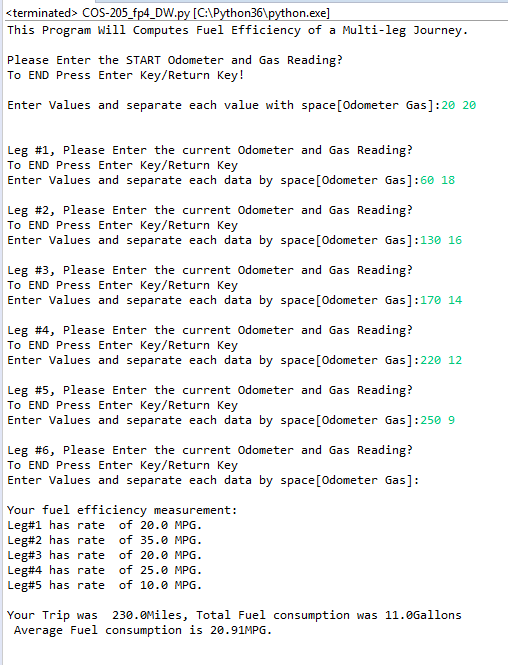 <terminated> COS-205_fp4_DW.py [C:\Python36\python.exe]
This Program Will Computes Fuel Efficiency of a Multi-leg Journey.
Please Enter the START Odometer and Gas Reading?
To END Press Enter Key/Return Key!
Enter Values and separate each value with space[Odometer Gas]:20 20
Leg #1, Please Enter the current Odometer and Gas Reading?
To END Press Enter Key/Return Key
Enter Values and separate each data by space[Odometer Gas]:60 18
Leg #2, Please Enter the current Odometer and Gas Reading?
To END Press Enter Key/Return Key
Enter Values and separate each data by space[Odometer Gas]:130 16
Leg #3, Please Enter the current Odometer and Gas Reading?
To END Press Enter Key/Return Key
Enter Values and separate each data by space[Odometer Gas]:170 14
Leg #4, Please Enter the current Odometer and Gas Reading?
To END Press Enter Key/Return Key
Enter Values and separate each data by space[Odometer Gas]:220 12
Leg #5, Please Enter the current Odometer and Gas Reading?
To END Press Enter Key/Return Key
Enter Values and separate each data by space[Odometer Gas]:250 9
Leg #6, Please Enter the current Odometer and Gas Reading?
To END Press Enter Key/Return Key
Enter Values and separate each data by space[Odometer Gas]:
Your fuel efficiency measurement:
Leg#1 has rate  of 20.0 MPG.
Leg#2 has rate  of 35.0 MPG.
Leg#3 has rate  of 20.0 MPG.
Leg#4 has rate  of 25.0 MPG.
Leg#5 has rate  of 10.0 MPG.
Your Trip was  230.0Miles, Total Fuel consumption was 11.0Gallons
 Average Fuel consumption is 20.91MPG.